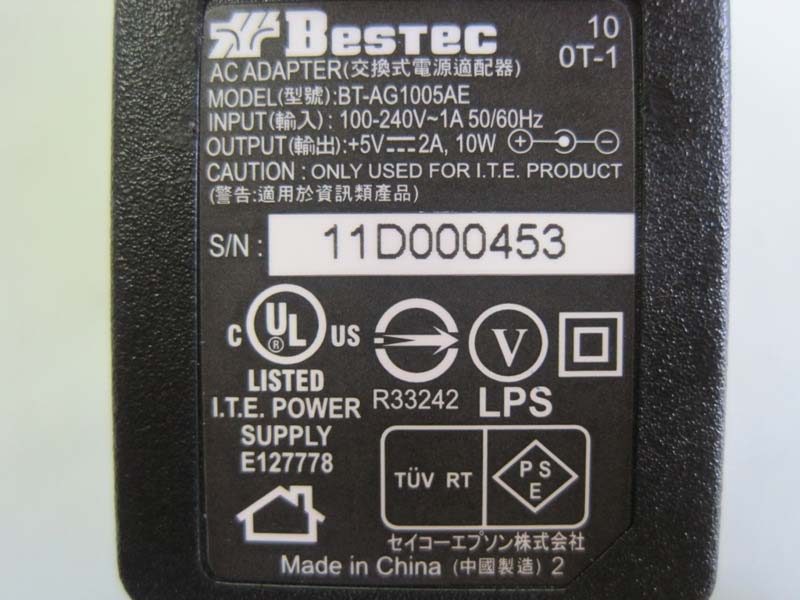 BESTEC
10
0T-1
AC ADAPTER(交換式電源適配器)
MODEL(型號):BT-AG1005AE
INPUT(輸入) : 100-240V~1A 50/60Hz
OUTPUT(輸出):+5V⎓2A, 10W
CAUTION : ONLY USED FOR I.T.E. PRODUCT
(警告:適用於資訊類產品)
S/N : 11D000453
C UL ® US
LISTED
I.T.E. POWER
SUPPLY
E127778
R33242
V
LPS
TÜV RT
PSE
セイコーエプソン株式会社
Made in China (中國製造) 2